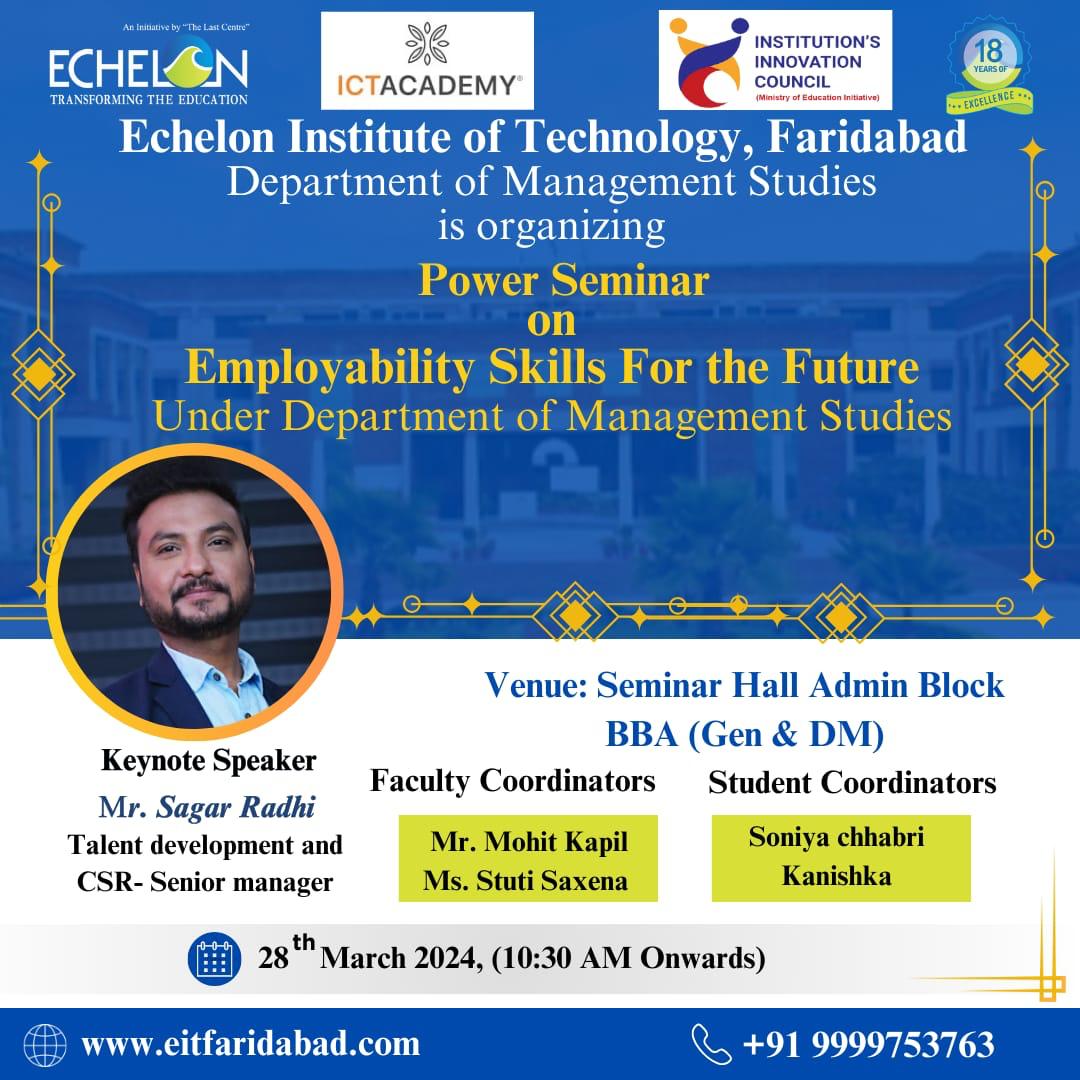 An Initiative by "The Last Centre"
ECHELON
TRANSFORMING THE EDUCATION
ICTACADEMY®
INSTITUTION'S
INNOVATION
COUNCIL
(Ministry of Education Initiative)
18
YEARS OF
EXCELLENCE
Echelon Institute of Technology, Faridabad
Department of Management Studies
is organizing
Power Seminar
on
Employability Skills For the Future
Under Department of Management Studies
Venue: Seminar Hall Admin Block
BBA (Gen & DM)
Keynote Speaker
Mr. Sagar Radhi
Talent development and
CSR- Senior manager
Faculty Coordinators
Mr. Mohit Kapil
Ms. Stuti Saxena
Student Coordinators
Soniya chhabri
Kanishka
28th March 2024, (10:30 AM Onwards)
www.eitfaridabad.com
+91 9999753763